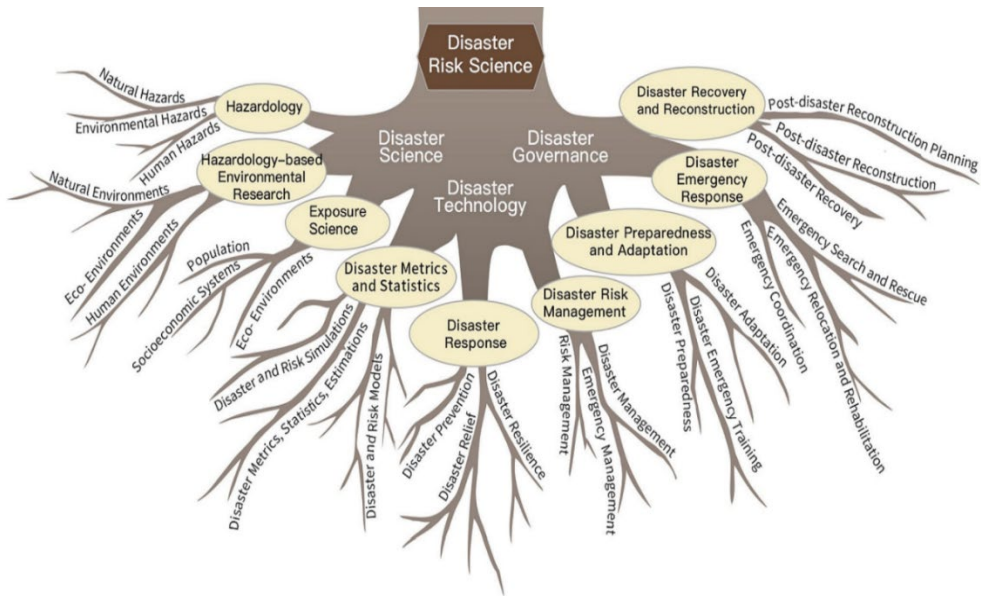 Disaster
Risk Science
Disaster
Science
Disaster
Governance
Disaster
Technology
Hazardology
Natural Hazards
Environmental Hazards
Human Hazards
Hazardology-based
Environmental
Research
Natural Environments
Eco- Environments
Human Environments
Exposure
Science
Population
Socioeconomic Systems
Eco- Environments
Disaster Metrics
and Statistics
Disaster and Risk Simulations
Disaster Metrics, Statistics, Estimations
Disaster and Risk Models
Disaster
Response
Disaster Prevention
Disaster Relief
Disaster Resilience
Disaster Risk
Management
Risk Management
Emergency Management
Disaster Management
Disaster Preparedness
and Adaptation
Disaster Preparedness
Disaster Emergency Training
Disaster Adaptation
Disaster
Emergency
Response
Emergency Coordination
Emergency Relocation and Rehabilitation
Emergency Search and Rescue
Disaster Recovery
and Reconstruction
Post-disaster Recovery
Post-disaster Reconstruction
Post-disaster Reconstruction Planning